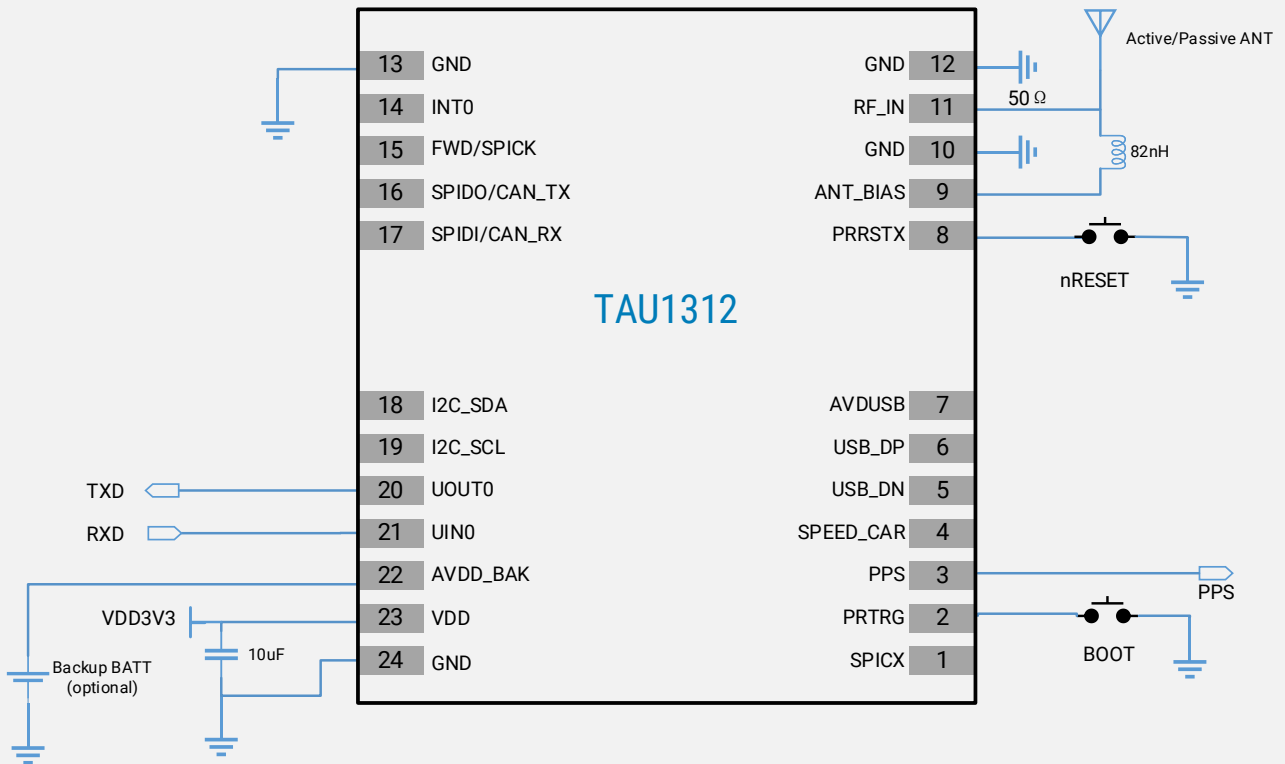 Active/Passive ANT
13 GND
GND 12
14 INT0
RF_IN 11
50 Ω
15 FWD/SPICK
GND 10
82nH
16 SPIDO/CAN_TX
ANT_BIAS 9
17 SPIDI/CAN_RX
PRRSTX 8
nRESET
TAU1312
18 I2C_SDA
AVDUSB 7
19 I2C_SCL
USB_DP 6
TXD
20 UOUT0
USB_DN 5
RXD
21 UIN0
SPEED_CAR 4
22 AVDD_BAK
PPS 3
PPS
VDD3V3
23 VDD
PRTRG 2
BOOT
10uF
24 GND
SPICX 1
Backup BATT
(optional)